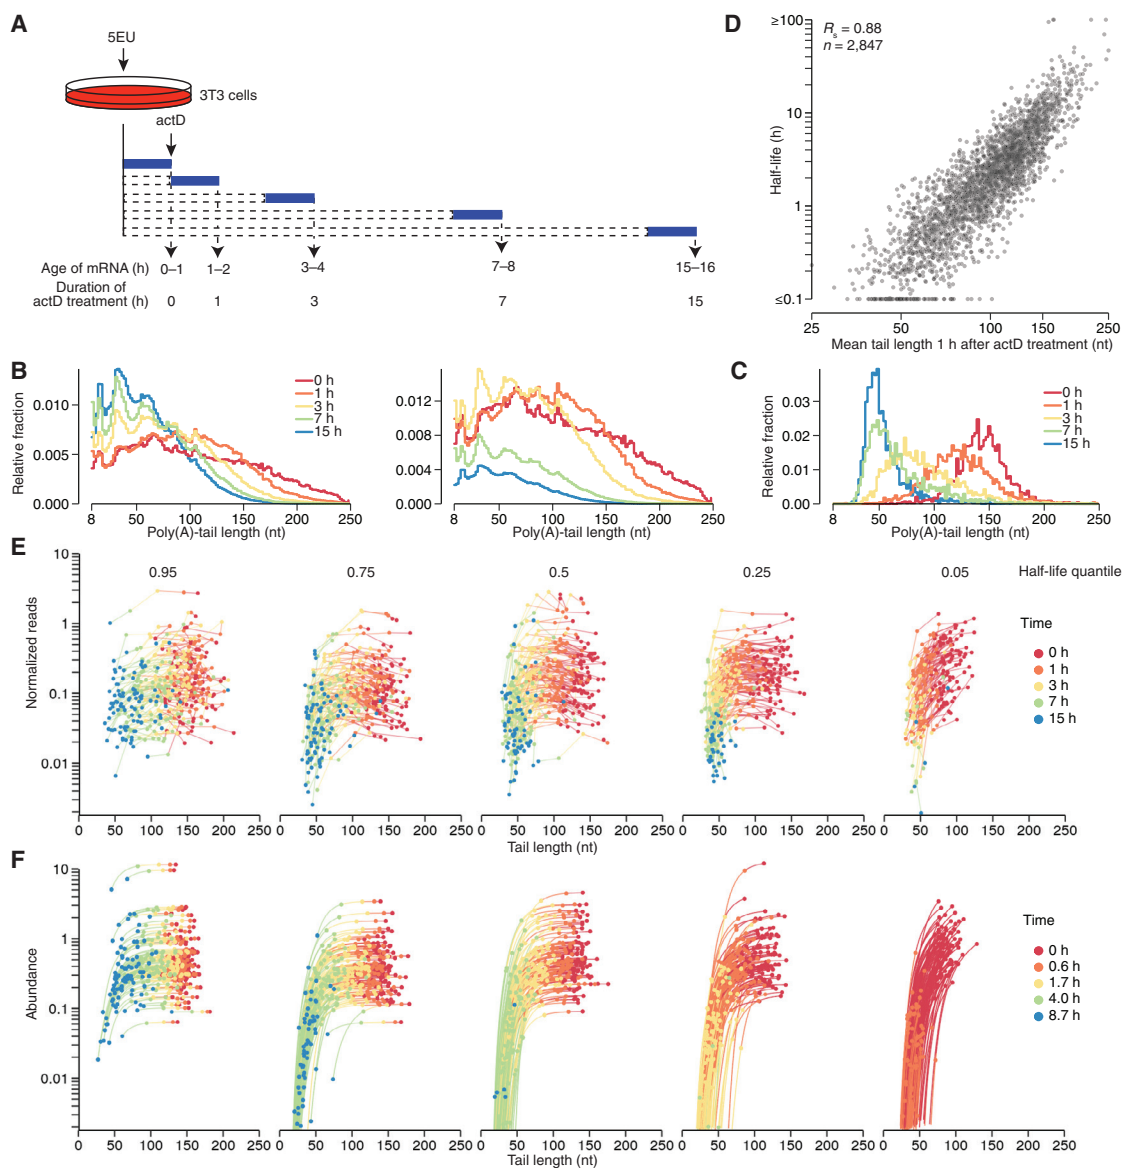 A
5EU
3T3 cells
actD
Age of mRNA (h) 0–1 1–2 3–4 7–8 15–16
Duration of
actD treatment (h) 0 1 3 7 15
D
Rs = 0.88
n = 2,847
Half-life (h)
≥100
10
1
≤0.1
25 50 100 150 250
Mean tail length 1 h after actD treatment (nt)
B
Relative fraction
0.010
0.005
0.000
8 50 100 150 200 250
Poly(A)-tail length (nt)
0 h
1 h
3 h
7 h
15 h
0.012
0.008
0.004
0.000
8 50 100 150 200 250
Poly(A)-tail length (nt)
C
Relative fraction
0.03
0.02
0.01
0.00
8 50 100 150 200 250
Poly(A)-tail length (nt)
0 h
1 h
3 h
7 h
15 h
E
0.95 0.75 0.5 0.25 0.05 Half-life quantile
Normalized reads
10
1
0.1
0.01
0 50 100 150 200 250 0 50 100 150 200 250 0 50 100 150 200 250 0 50 100 150 200 250 0 50 100 150 200 250
Tail length (nt)
Time
0 h
1 h
3 h
7 h
15 h
F
Abundance
10
1
0.1
0.01
0 50 100 150 200 250 0 50 100 150 200 250 0 50 100 150 200 250 0 50 100 150 200 250 0 50 100 150 200 250
Tail length (nt)
Time
0 h
0.6 h
1.7 h
4.0 h
8.7 h